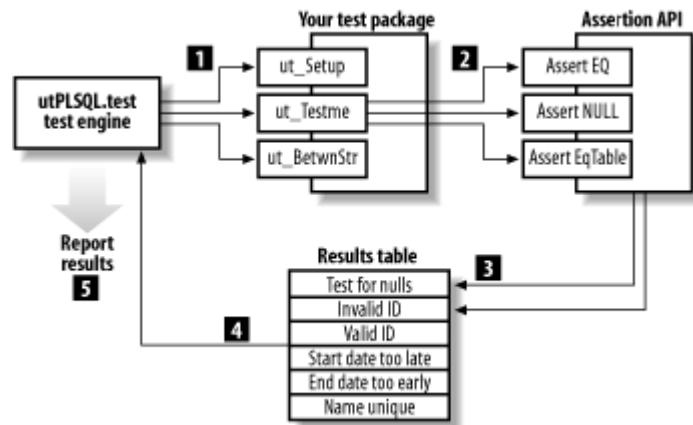 Your test package
Assertion API
1
2
ut_Setup
Assert EQ
utPLSQL.test
test engine
ut_Testme
Assert NULL
ut_BetwnStr
Assert EqTable
Report
results
5
Results table
3
Test for nulls
Invalid ID
4
Valid ID
Start date too late
End date too early
Name unique